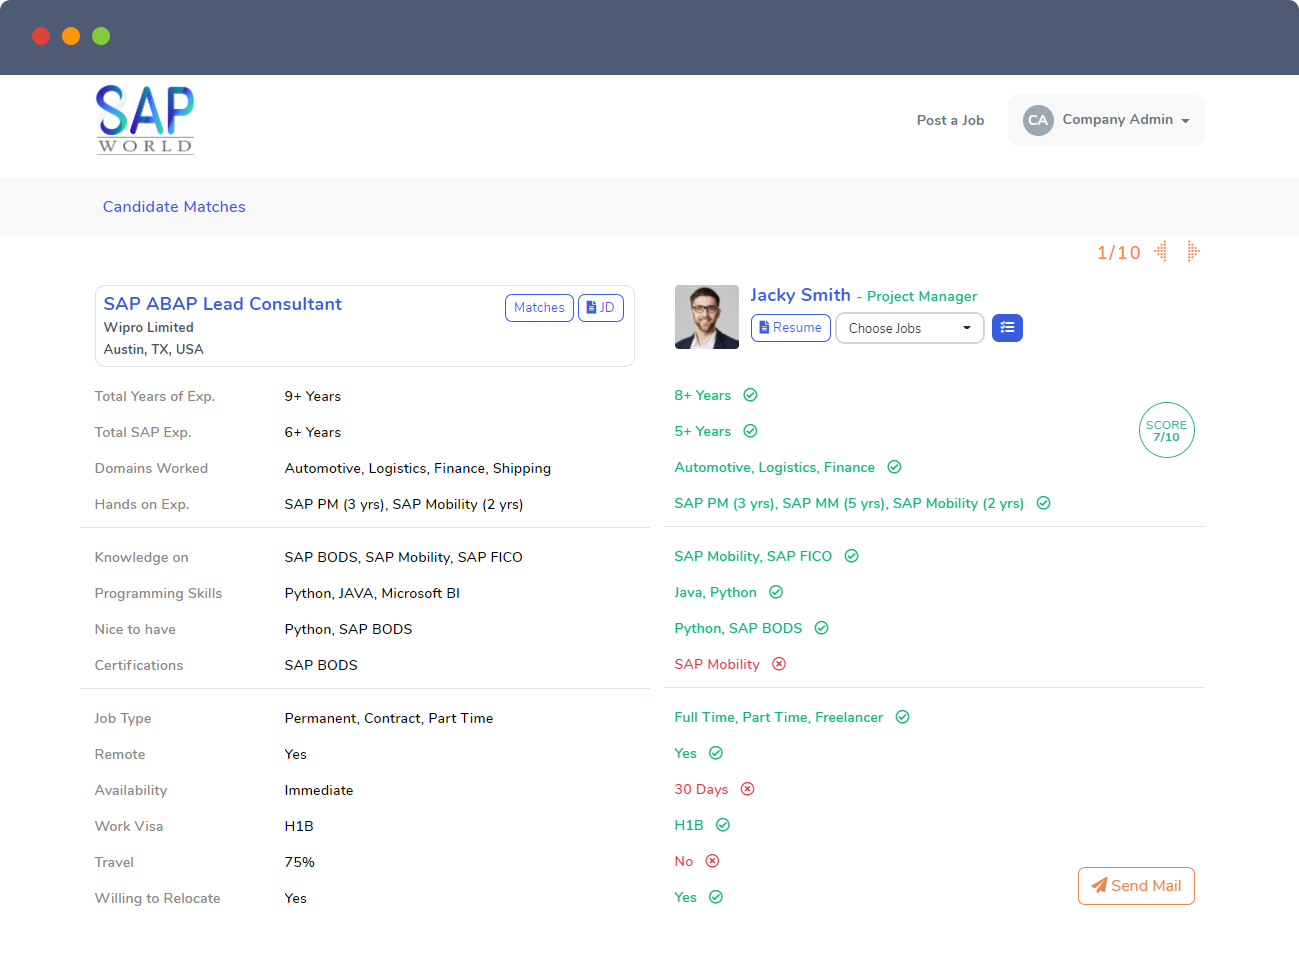 SAP
WORLD
Post a Job
CA Company Admin
Candidate Matches
1/10
SAP ABAP Lead Consultant
Matches
JD
Wipro Limited
Austin, TX, USA
Jacky Smith - Project Manager
Resume
Choose Jobs
Total Years of Exp. 9+ Years 8+ Years
Total SAP Exp. 6+ Years 5+ Years
SCORE
7/10
Domains Worked Automotive, Logistics, Finance, Shipping Automotive, Logistics, Finance
Hands on Exp. SAP PM (3 yrs), SAP Mobility (2 yrs) SAP PM (3 yrs), SAP MM (5 yrs), SAP Mobility (2 yrs)
Knowledge on SAP BODS, SAP Mobility, SAP FICO SAP Mobility, SAP FICO
Programming Skills Python, JAVA, Microsoft BI Java, Python
Nice to have Python, SAP BODS Python, SAP BODS
Certifications SAP BODS SAP Mobility
Job Type Permanent, Contract, Part Time Full Time, Part Time, Freelancer
Remote Yes Yes
Availability Immediate 30 Days
Work Visa H1B H1B
Travel 75% No
Willing to Relocate Yes Yes
Send Mail